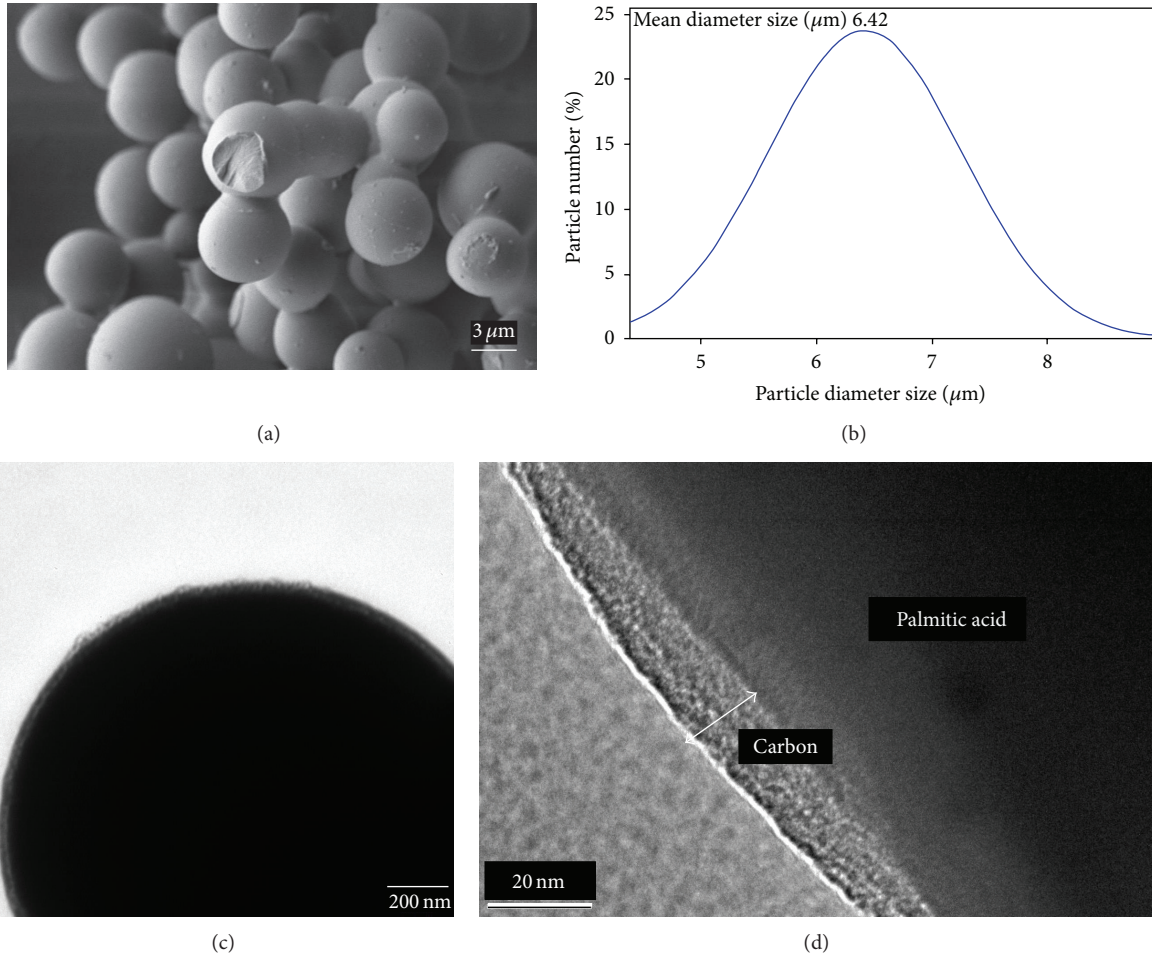 3 μm
(a)
Mean diameter size (μm) 6.42
25
20
15
10
5
0
Particle number (%)
5 6 7 8
Particle diameter size (μm)
(b)
200 nm
(c)
Palmitic acid
Carbon
20 nm
(d)